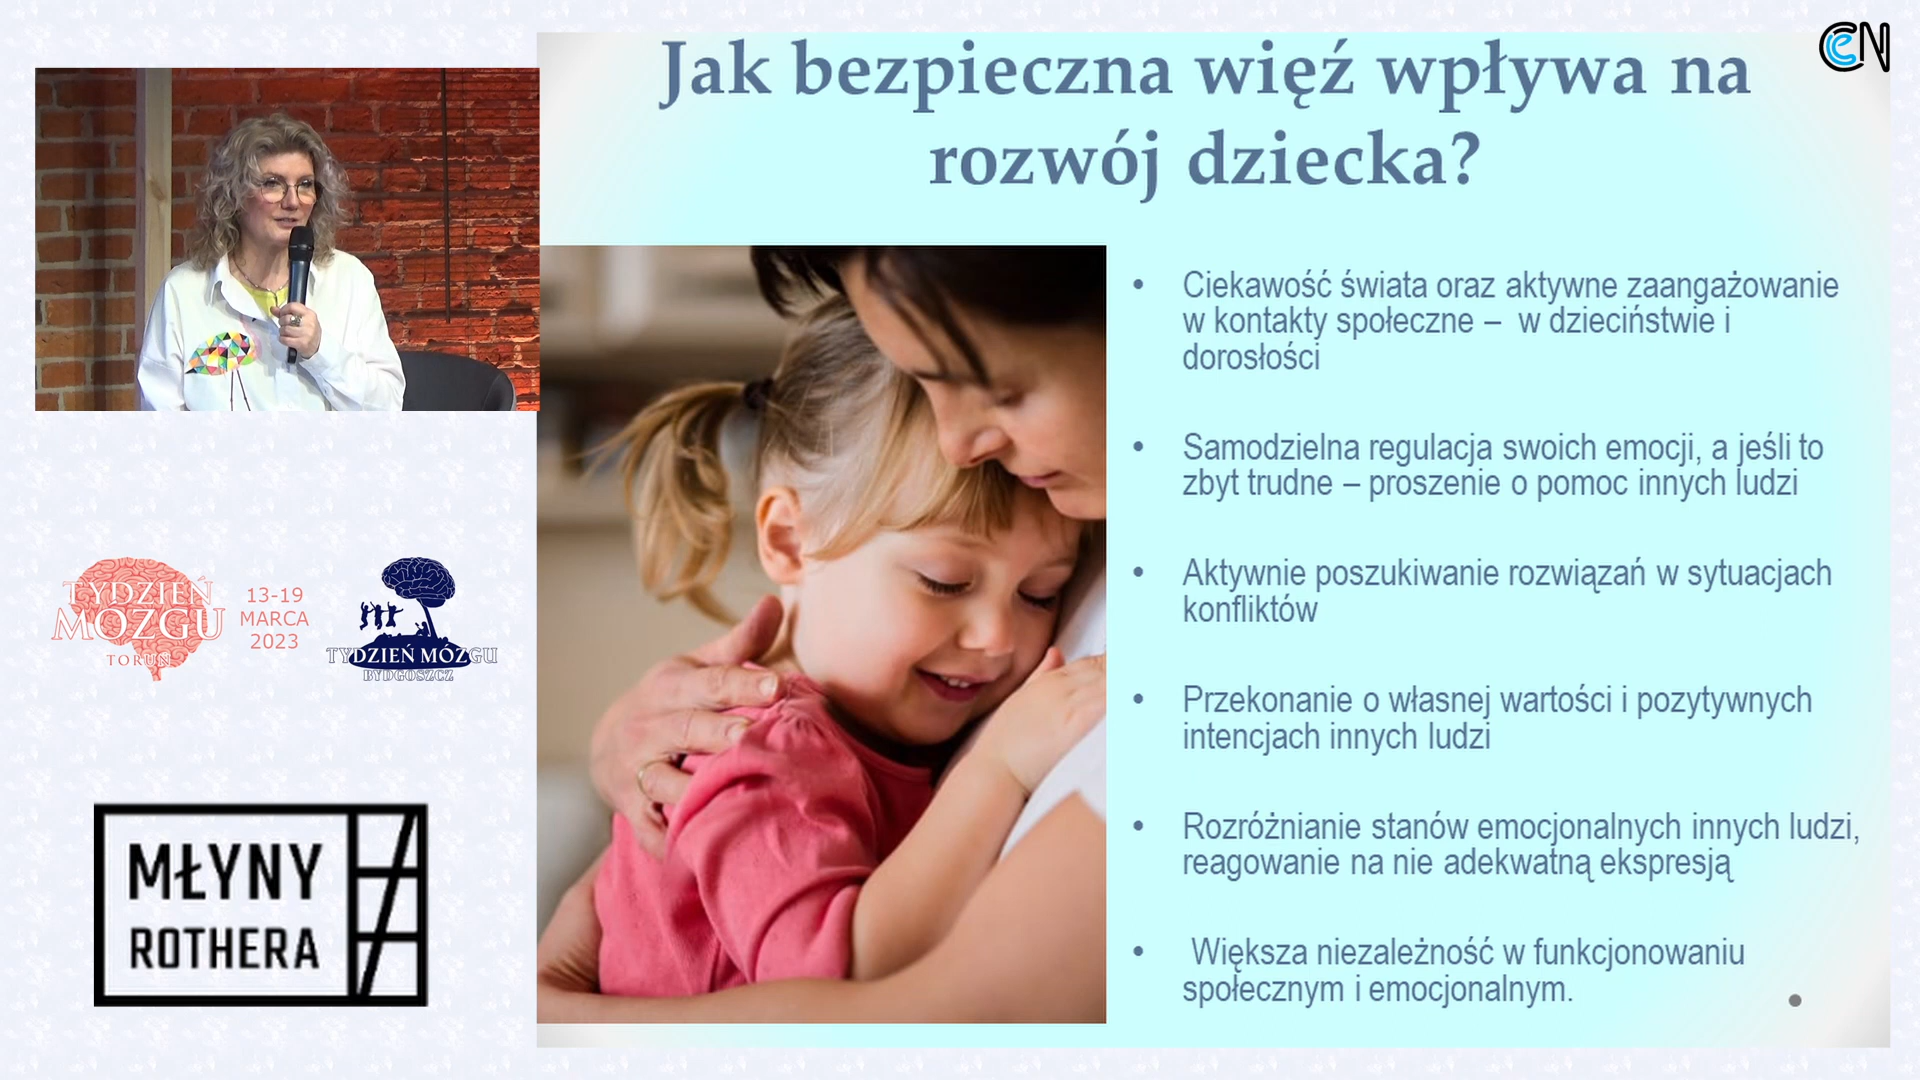 Jak bezpieczna więź wpływa na
rozwój dziecka?
CeN
• Ciekawość świata oraz aktywne zaangażowanie
w kontakty społeczne – w dzieciństwie i
dorosłości
• Samodzielna regulacja swoich emocji, a jeśli to
zbyt trudne – proszenie o pomoc innych ludzi
• Aktywnie poszukiwanie rozwiązań w sytuacjach
konfliktów
• Przekonanie o własnej wartości i pozytywnych
intencjach innych ludzi
• Rozróżnianie stanów emocjonalnych innych ludzi,
reagowanie na nie adekwatną ekspresją
• Większa niezależność w funkcjonowaniu
społecznym i emocjonalnym.
TYDZIEŃ
MÓZGU
TORUŃ
13-19
MARCA
2023
TYDZIEŃ MÓZGU
BYDGOSZCZ
MŁYNY
ROTHERA